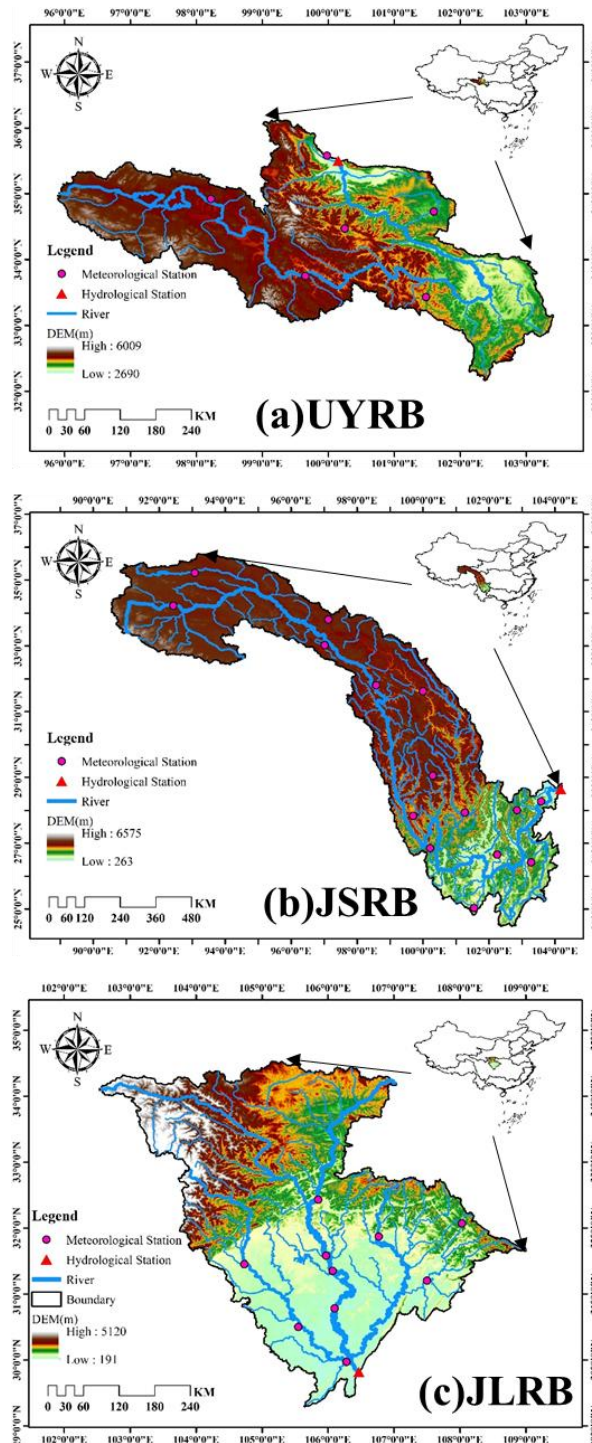 96°0'0"E 97°0'0"E 98°0'0"E 99°0'0"E 100°0'0"E 101°0'0"E 102°0'0"E 103°0'0"E
37°0'0"N
36°0'0"N
35°0'0"N
34°0'0"N
33°0'0"N
32°0'0"N
N
W E
S
Legend
Meteorological Station
Hydrological Station
River
DEM(m)
High : 6009
Low : 2690
KM
0 30 60 120 180 240
(a)UYRB
96°0'0"E 97°0'0"E 98°0'0"E 99°0'0"E 100°0'0"E 101°0'0"E 102°0'0"E 103°0'0"E
90°0'0"E 92°0'0"E 94°0'0"E 96°0'0"E 98°0'0"E 100°0'0"E 102°0'0"E 104°0'0"E
37°0'0"N
35°0'0"N
33°0'0"N
31°0'0"N
29°0'0"N
27°0'0"N
25°0'0"N
N
W E
S
Legend
Meteorological Station
Hydrological Station
River
DEM(m)
High : 6575
Low : 263
KM
0 60 120 240 360 480
(b)JSRB
90°0'0"E 92°0'0"E 94°0'0"E 96°0'0"E 98°0'0"E 100°0'0"E 102°0'0"E 104°0'0"E
102°0'0"E 103°0'0"E 104°0'0"E 105°0'0"E 106°0'0"E 107°0'0"E 108°0'0"E 109°0'0"E
35°0'0"N
34°0'0"N
33°0'0"N
32°0'0"N
31°0'0"N
30°0'0"N
29°0'0"N
N
W E
S
Legend
Meteorological Station
Hydrological Station
River
Boundary
DEM(m)
High : 5120
Low : 191
KM
0 30 60 120 180 240
(c)JLRB
102°0'0"E 103°0'0"E 104°0'0"E 105°0'0"E 106°0'0"E 107°0'0"E 108°0'0"E 109°0'0"E